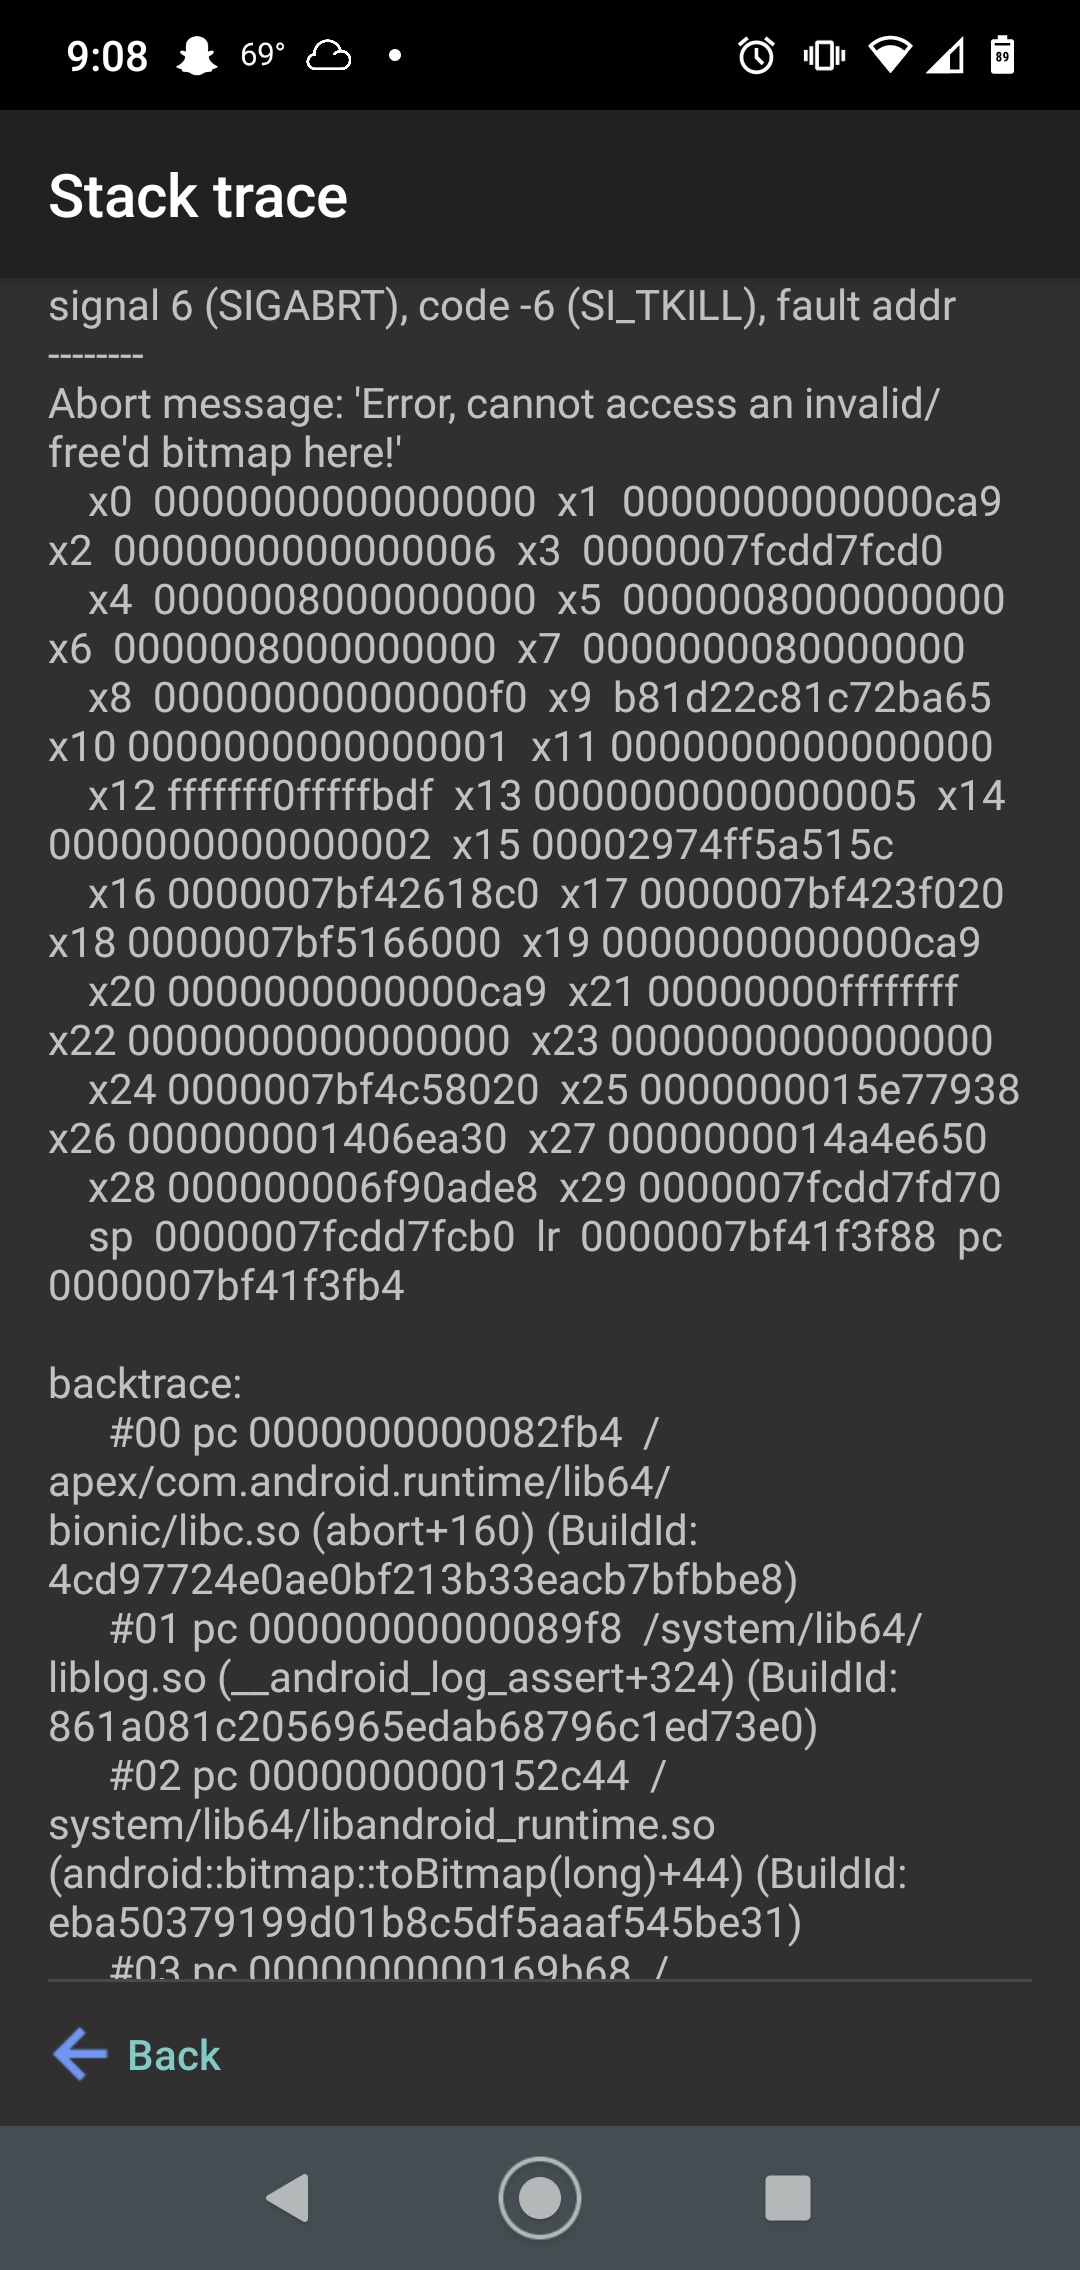 9:08 69°
89
Stack trace
signal 6 (SIGABRT), code -6 (SI_TKILL), fault addr
--------
Abort message: 'Error, cannot access an invalid/
free'd bitmap here!'
x0 0000000000000000 x1 0000000000000ca9
x2 0000000000000006 x3 0000007fcdd7fcd0
x4 0000008000000000 x5 0000008000000000
x6 0000008000000000 x7 0000000080000000
x8 00000000000000f0 x9 b81d22c81c72ba65
x10 0000000000000001 x11 0000000000000000
x12 fffffff0fffffbdf x13 0000000000000005 x14
0000000000000002 x15 00002974ff5a515c
x16 0000007bf42618c0 x17 0000007bf423f020
x18 0000007bf5166000 x19 0000000000000ca9
x20 0000000000000ca9 x21 00000000ffffffff
x22 0000000000000000 x23 0000000000000000
x24 0000007bf4c58020 x25 0000000015e77938
x26 000000001406ea30 x27 0000000014a4e650
x28 000000006f90ade8 x29 0000007fcdd7fd70
sp 0000007fcdd7fcb0 lr 0000007bf41f3f88 pc
0000007bf41f3fb4
backtrace:
#00 pc 0000000000082fb4 /
apex/com.android.runtime/lib64/
bionic/libc.so (abort+160) (BuildId:
4cd97724e0ae0bf213b33eacb7bfbbe8)
#01 pc 00000000000089f8 /system/lib64/
liblog.so (__android_log_assert+324) (BuildId:
861a081c2056965edab68796c1ed73e0)
#02 pc 0000000000152c44 /
system/lib64/libandroid_runtime.so
(android::bitmap::toBitmap(long)+44) (BuildId:
eba50379199d01b8c5df5aaaf545be31)
#03 pc 0000000000169b68 /
Back